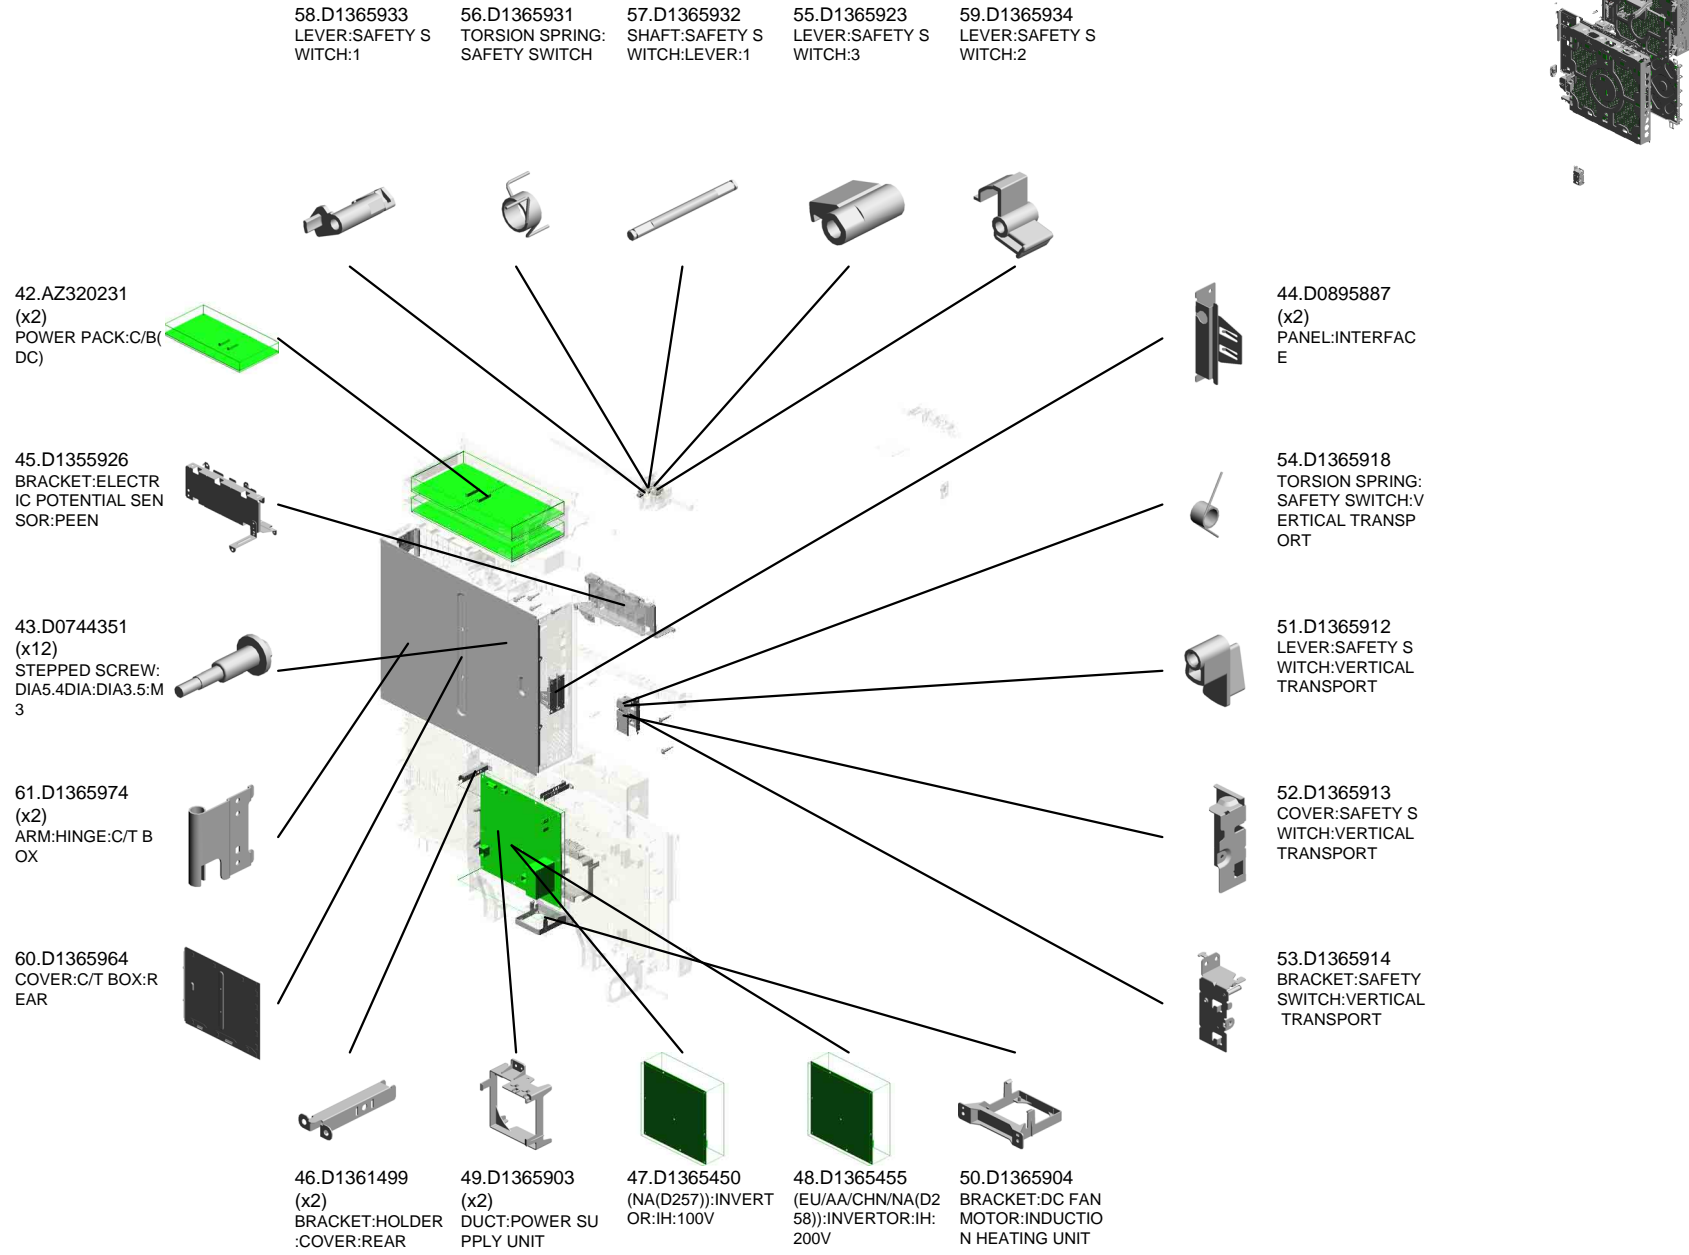 58.D1365933
LEVER:SAFETY S
WITCH:1
56.D1365931
TORSION SPRING:
SAFETY SWITCH
57.D1365932
SHAFT:SAFETY S
WITCH:LEVER:1
55.D1365923
LEVER:SAFETY S
WITCH:3
59.D1365934
LEVER:SAFETY S
WITCH:2
42.AZ320231
(x2)
POWER PACK:C/B(
DC)
45.D1355926
BRACKET:ELECTR
IC POTENTIAL SEN
SOR:PEEN
43.D0744351
(x12)
STEPPED SCREW:
DIA5.4DIA:DIA3.5:M
3
61.D1365974
(x2)
ARM:HINGE:C/T B
OX
60.D1365964
COVER:C/T BOX:R
EAR
44.D0895887
(x2)
PANEL:INTERFAC
E
54.D1365918
TORSION SPRING:
SAFETY SWITCH:V
ERTICAL TRANSP
ORT
51.D1365912
LEVER:SAFETY S
WITCH:VERTICAL
TRANSPORT
52.D1365913
COVER:SAFETY S
WITCH:VERTICAL
TRANSPORT
53.D1365914
BRACKET:SAFETY
SWITCH:VERTICAL
TRANSPORT
46.D1361499
(x2)
BRACKET:HOLDER
:COVER:REAR
49.D1365903
(x2)
DUCT:POWER SU
PPLY UNIT
47.D1365450
(NA(D257)):INVERT
OR:IH:100V
48.D1365455
(EU/AA/CHN/NA(D2
58)):INVERTOR:IH:
200V
50.D1365904
BRACKET:DC FAN
MOTOR:INDUCTIO
N HEATING UNIT